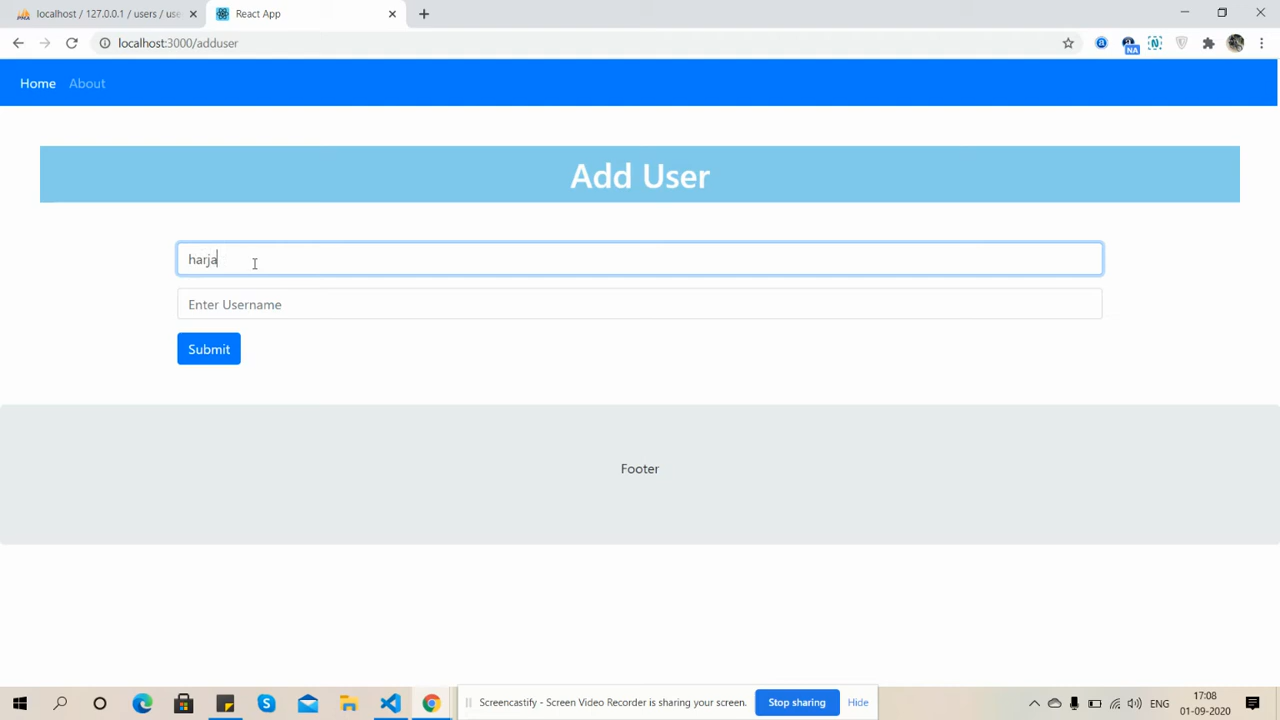 localhost / 127.0.0.1 / users / use
React App
localhost:3000/adduser
NA
Home About
Add User
harja
Enter Username
Submit
Footer
Screencastify - Screen Video Recorder is sharing your screen.
Stop sharing
Hide
ENG
17:08
01-09-2020